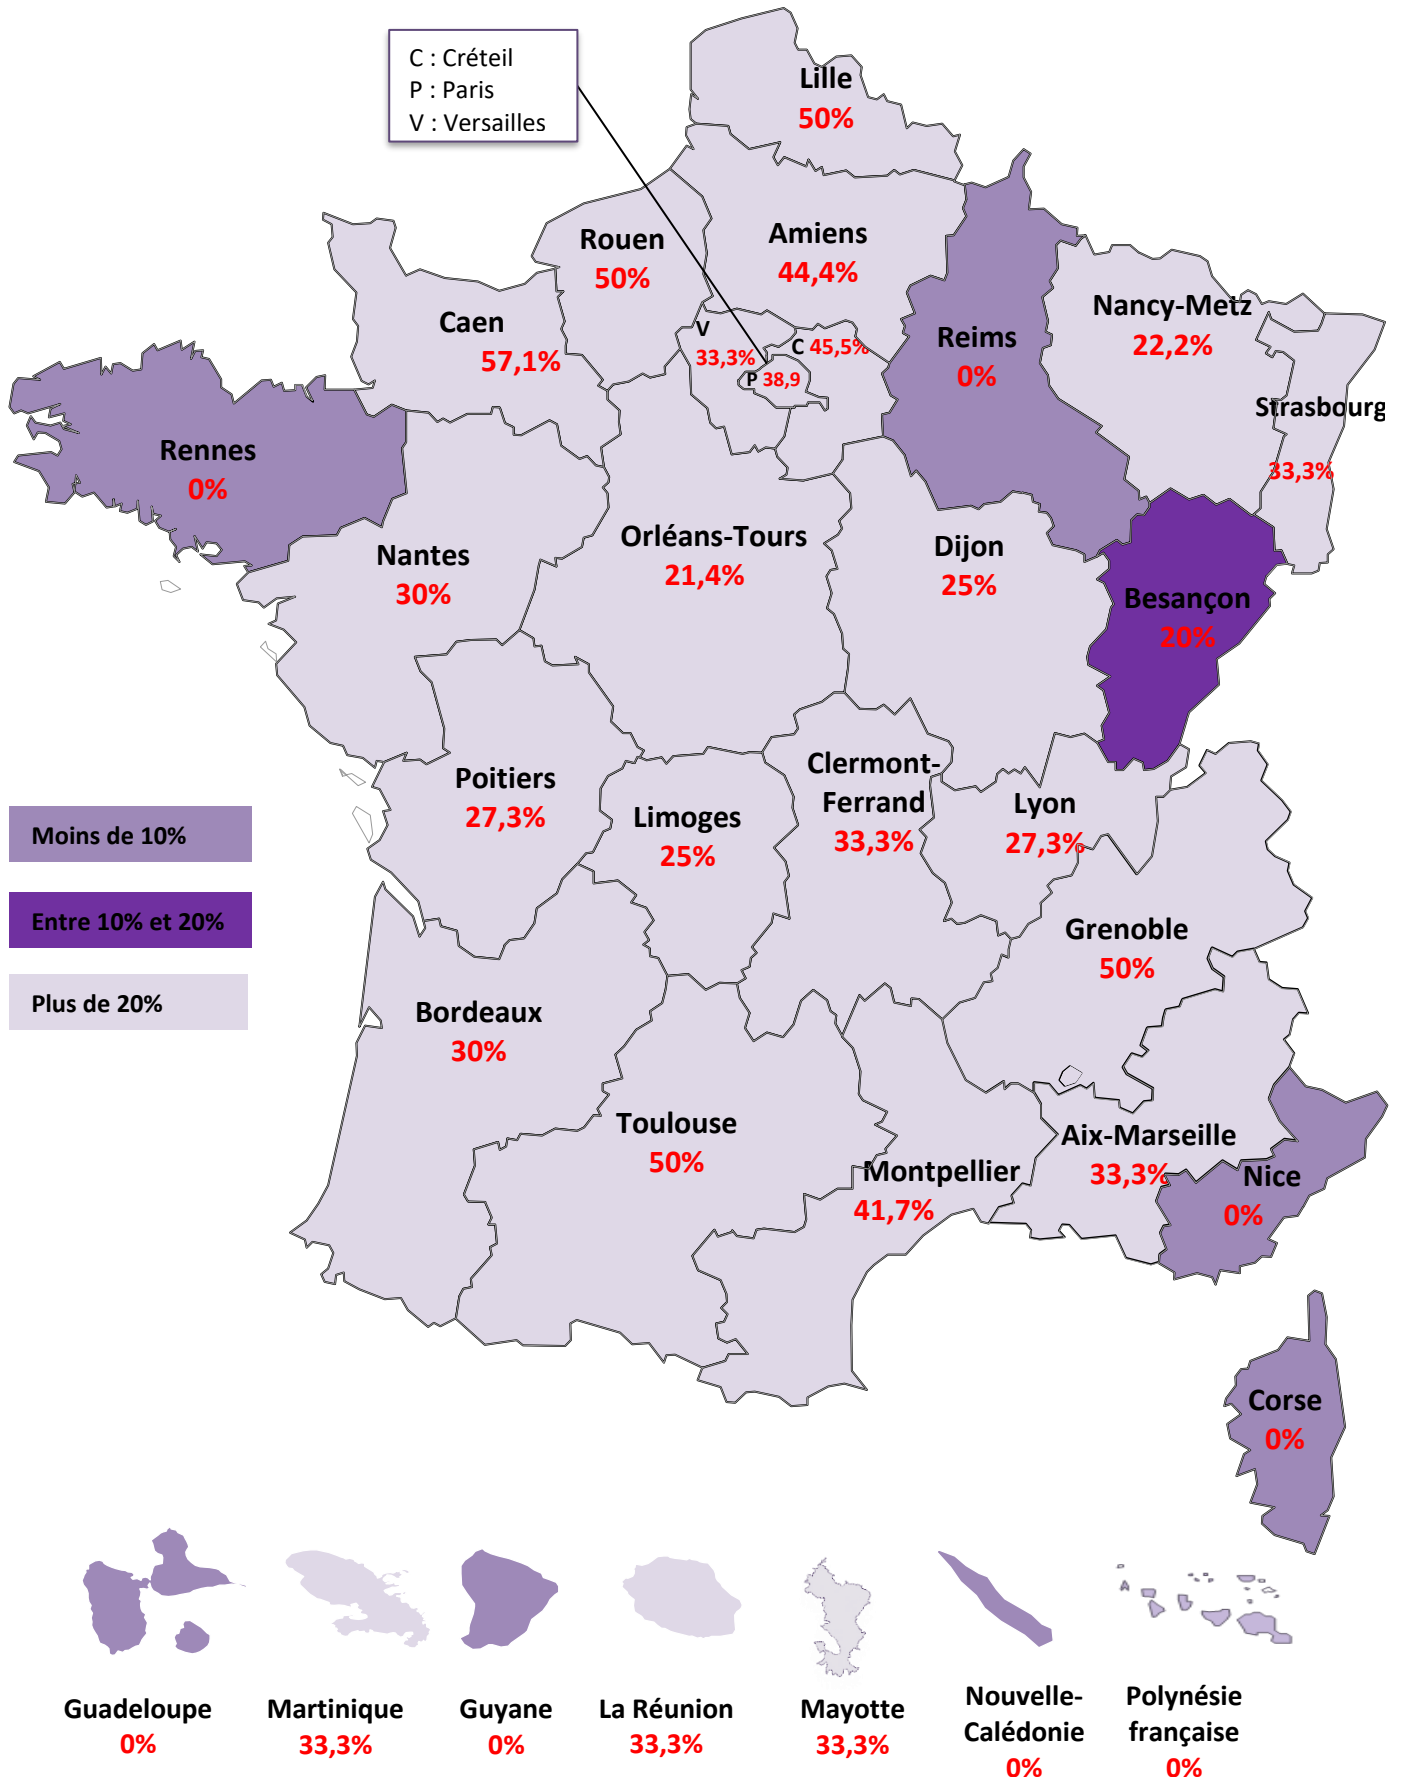 C : Créteil
P : Paris
V : Versailles
Lille
50%
Rouen
50%
Amiens
44,4%
Caen
57,1%
V
33,3%
C 45,5%
P 38,9
Reims
0%
Nancy-Metz
22,2%
Strasbourg
33,3%
Rennes
0%
Nantes
30%
Orléans-Tours
21,4%
Dijon
25%
Besançon
20%
Poitiers
27,3%
Limoges
25%
Clermont-
Ferrand
33,3%
Lyon
27,3%
Moins de 10%
Entre 10% et 20%
Plus de 20%
Grenoble
50%
Bordeaux
30%
Toulouse
50%
Montpellier
41,7%
Aix-Marseille
33,3%
Nice
0%
Corse
0%
Guadeloupe
0%
Martinique
33,3%
Guyane
0%
La Réunion
33,3%
Mayotte
33,3%
Nouvelle-
Calédonie
0%
Polynésie
française
0%